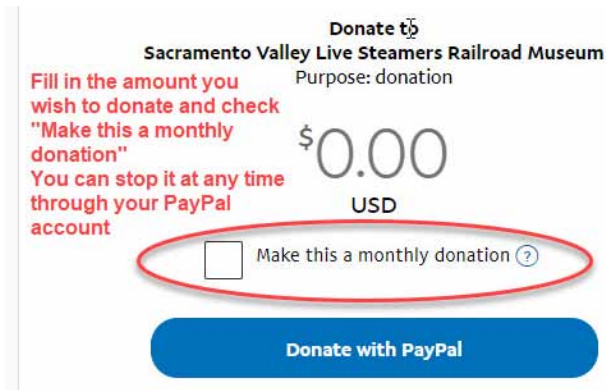 Donate to
Sacramento Valley Live Steamers Railroad Museum
Purpose: donation
Fill in the amount you
wish to donate and check
"Make this a monthly
donation"
You can stop it at any time
through your PayPal
account
$0.00
USD
Make this a monthly donation ?
Donate with PayPal